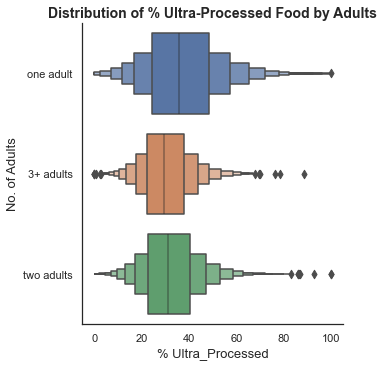 Distribution of % Ultra-Processed Food by Adults
No. of Adults
one adult
3+ adults
two adults
0 20 40 60 80 100
% Ultra_Processed